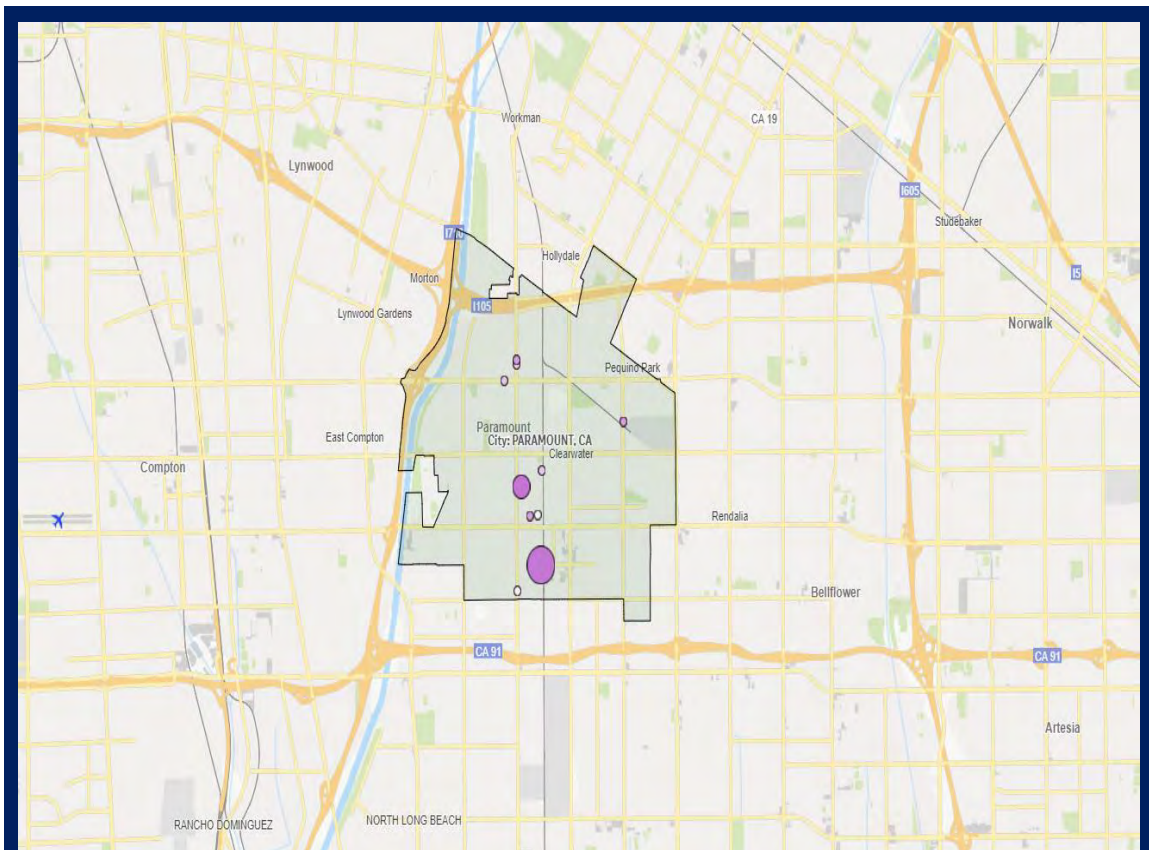 Workman
CA 19
Lynwood
I605
Studebaker
I7
Hollydale
I5
Morton
I105
Lynwood Gardens
Norwalk
Pequino Park
Paramount
East Compton
City: PARAMOUNT, CA
Clearwater
Compton
Rendalia
Bellflower
CA 91
CA 91
Artesia
RANCHO DOMINGUEZ
NORTH LONG BEACH